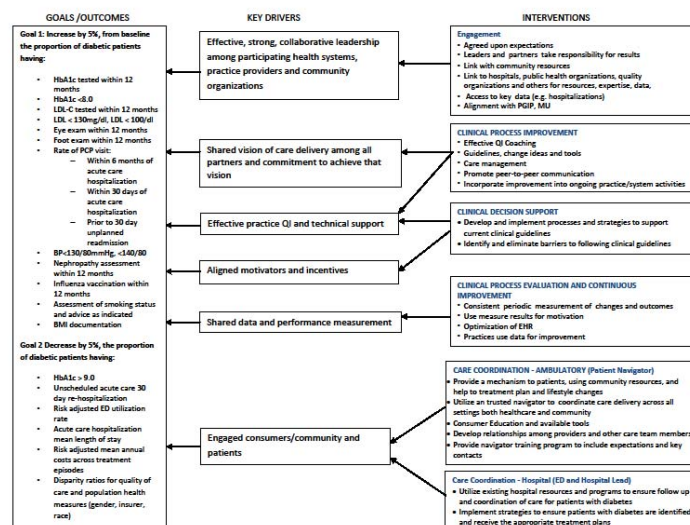 GOALS /OUTCOMES
Goal 1: Increase by 5%, from baseline
the proportion of diabetic patients
having:
• HbA1c tested within 12
months
• HbA1c <8.0
• LDL-C tested within 12 months
• LDL < 130mg/dl, LDL < 100/dl
• Eye exam within 12 months
• Foot exam within 12 months
• Rate of PCP visit:
– Within 6 months of
acute care
hospitalization
– Within 30 days of
acute care
hospitalization
– Prior to 30 day
unplanned
readmission
• BP<130/80mmHg, <140/80
• Nephropathy assessment
within 12 months
• Influenza vaccination within
12 months
• Assessment of smoking status
and advice as indicated
• BMI documentation
Goal 2 Decrease by 5%, the proportion
of diabetic patients having:
• HbA1c > 9.0
• Unscheduled acute care 30
day re-hospitalization
• Risk adjusted ED utilization
rate
• Acute care hospitalization
mean length of stay
• Risk adjusted mean annual
costs across treatment
episodes
• Disparity ratios for quality of
care and population health
measures (gender, insurer,
race)
KEY DRIVERS
Effective, strong, collaborative leadership
among participating health systems,
practice providers and community
organizations
Shared vision of care delivery among all
partners and commitment to achieve that
vision
Effective practice QI and technical support
Aligned motivators and incentives
Shared data and performance measurement
Engaged consumers/community and
patients
INTERVENTIONS
Engagement
• Agreed upon expectations
• Leaders and partners take responsibility for results
• Link with community resources
• Link to hospitals, public health organizations, quality
organizations and others for resources, expertise, data,
• Access to key data (e.g. hospitalizations)
• Alignment with PGIP, MU
CLINICAL PROCESS IMPROVEMENT
• Effective QI Coaching
• Guidelines, change ideas and tools
• Care management
• Promote peer-to-peer communication
• Incorporate improvement into ongoing practice/system activities
CLINICAL DECISION SUPPORT
• Develop and implement processes and strategies to support
current clinical guidelines
• Identify and eliminate barriers to following clinical guidelines
CLINICAL PROCESS EVALUATION AND CONTINUOUS
IMPROVEMENT
• Consistent periodic measurement of changes and outcomes
• Use measure results for motivation
• Optimization of EHR
• Practices use data for improvement
CARE COORDINATION - AMBULATORY (Patient Navigator)
• Provide a mechanism to patients, using community resources, and
help to treatment plan and lifestyle changes
• Utilize an trusted navigator to coordinate care delivery across all
settings both healthcare and community
• Consumer Education and available tools
• Develop relationships among providers and other care team members
• Provide navigator training program to include expectations and key
contacts
Care Coordination - Hospital (ED and Hospital Lead)
• Utilize existing hospital resources and programs to ensure follow up
and coordination of care for patients with diabetes
• Implement strategies to ensure patients with diabetes are identified
and receive the appropriate treatment plans